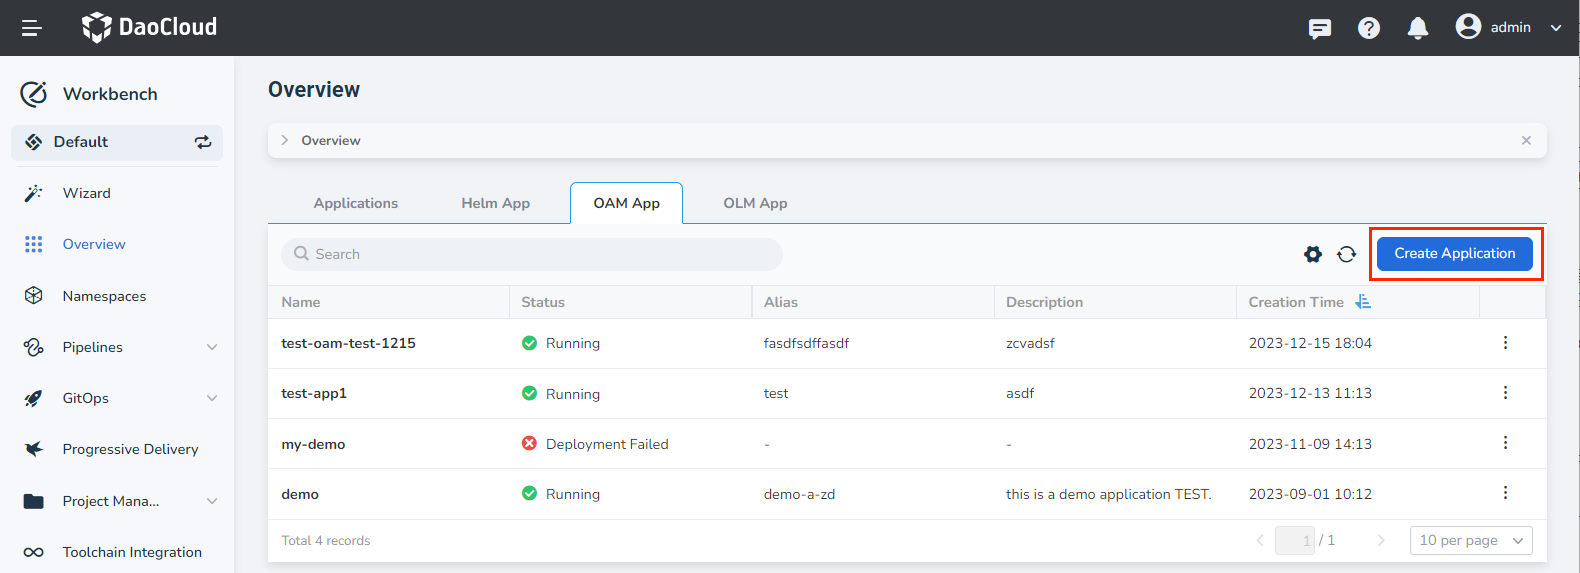 DaoCloud
admin
Workbench
Default
Wizard
Overview
Namespaces
Pipelines
GitOps
Progressive Delivery
Project Mana...
Toolchain Integration
Overview
Overview
Applications Helm App OAM App OLM App
Search
Create Application
Name Status Alias Description Creation Time
test-oam-test-1215 Running fasdfsdffasdf zcvadsf 2023-12-15 18:04
test-app1 Running test asdf 2023-12-13 11:13
my-demo Deployment Failed - - 2023-11-09 14:13
demo Running demo-a-zd this is a demo application TEST. 2023-09-01 10:12
Total 4 records
1 / 1
10 per page